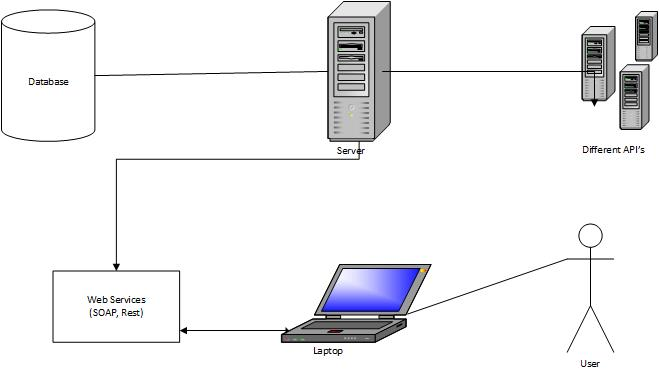 Database
Server
Different API's
Web Services
(SOAP, Rest)
Laptop
User